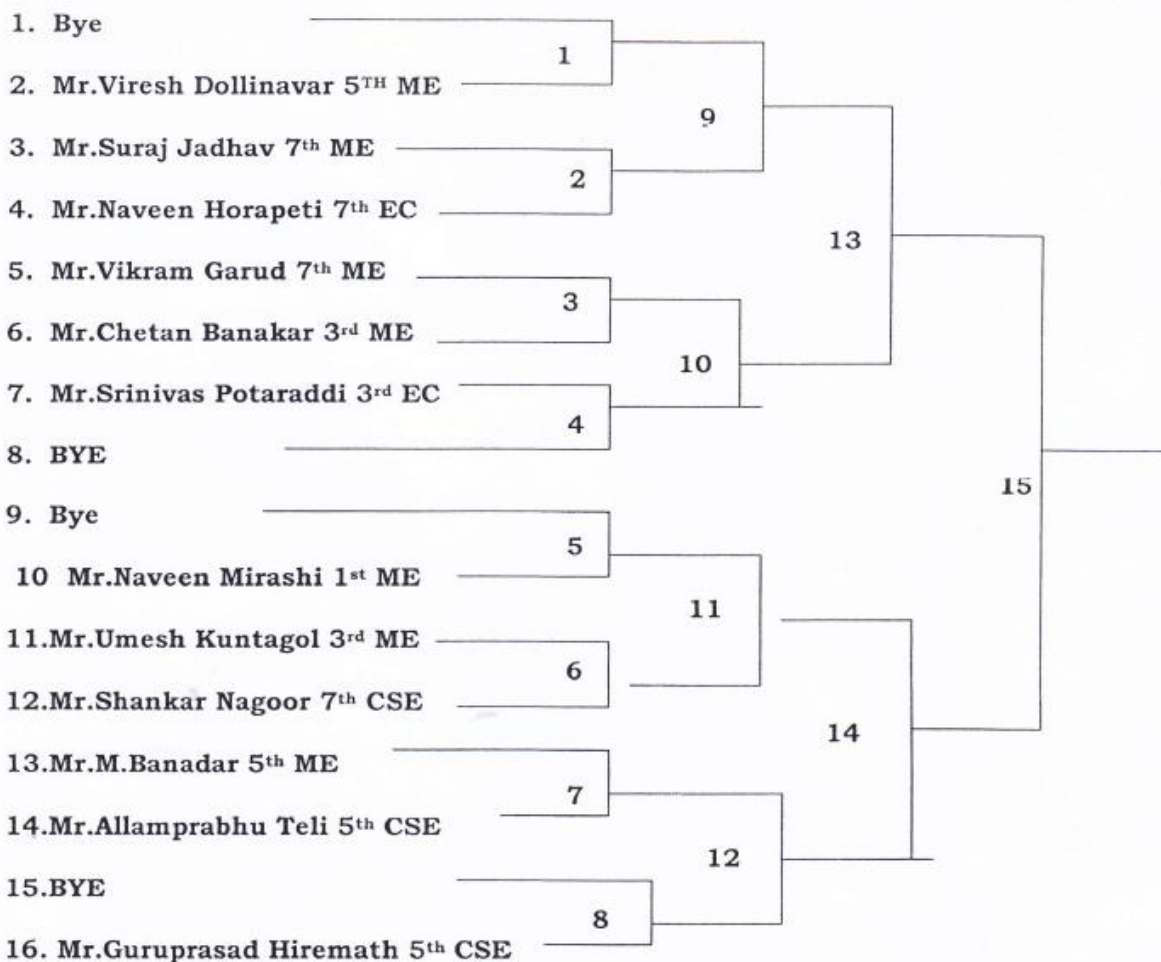 1. Bye
1
2. Mr.Viresh Dollinavar 5TH ME
9
3. Mr.Suraj Jadhav 7th ME
2
4. Mr.Naveen Horapeti 7th EC
13
5. Mr.Vikram Garud 7th ME
3
6. Mr.Chetan Banakar 3rd ME
10
7. Mr.Srinivas Potaraddi 3rd EC
4
8. BYE
15
9. Bye
5
10 Mr.Naveen Mirashi 1st ME
11
11.Mr.Umesh Kuntagol 3rd ME
6
12.Mr.Shankar Nagoor 7th CSE
14
13.Mr.M.Banadar 5th ME
7
14.Mr.Allamprabhu Teli 5th CSE
12
15.BYE
8
16. Mr.Guruprasad Hiremath 5th CSE